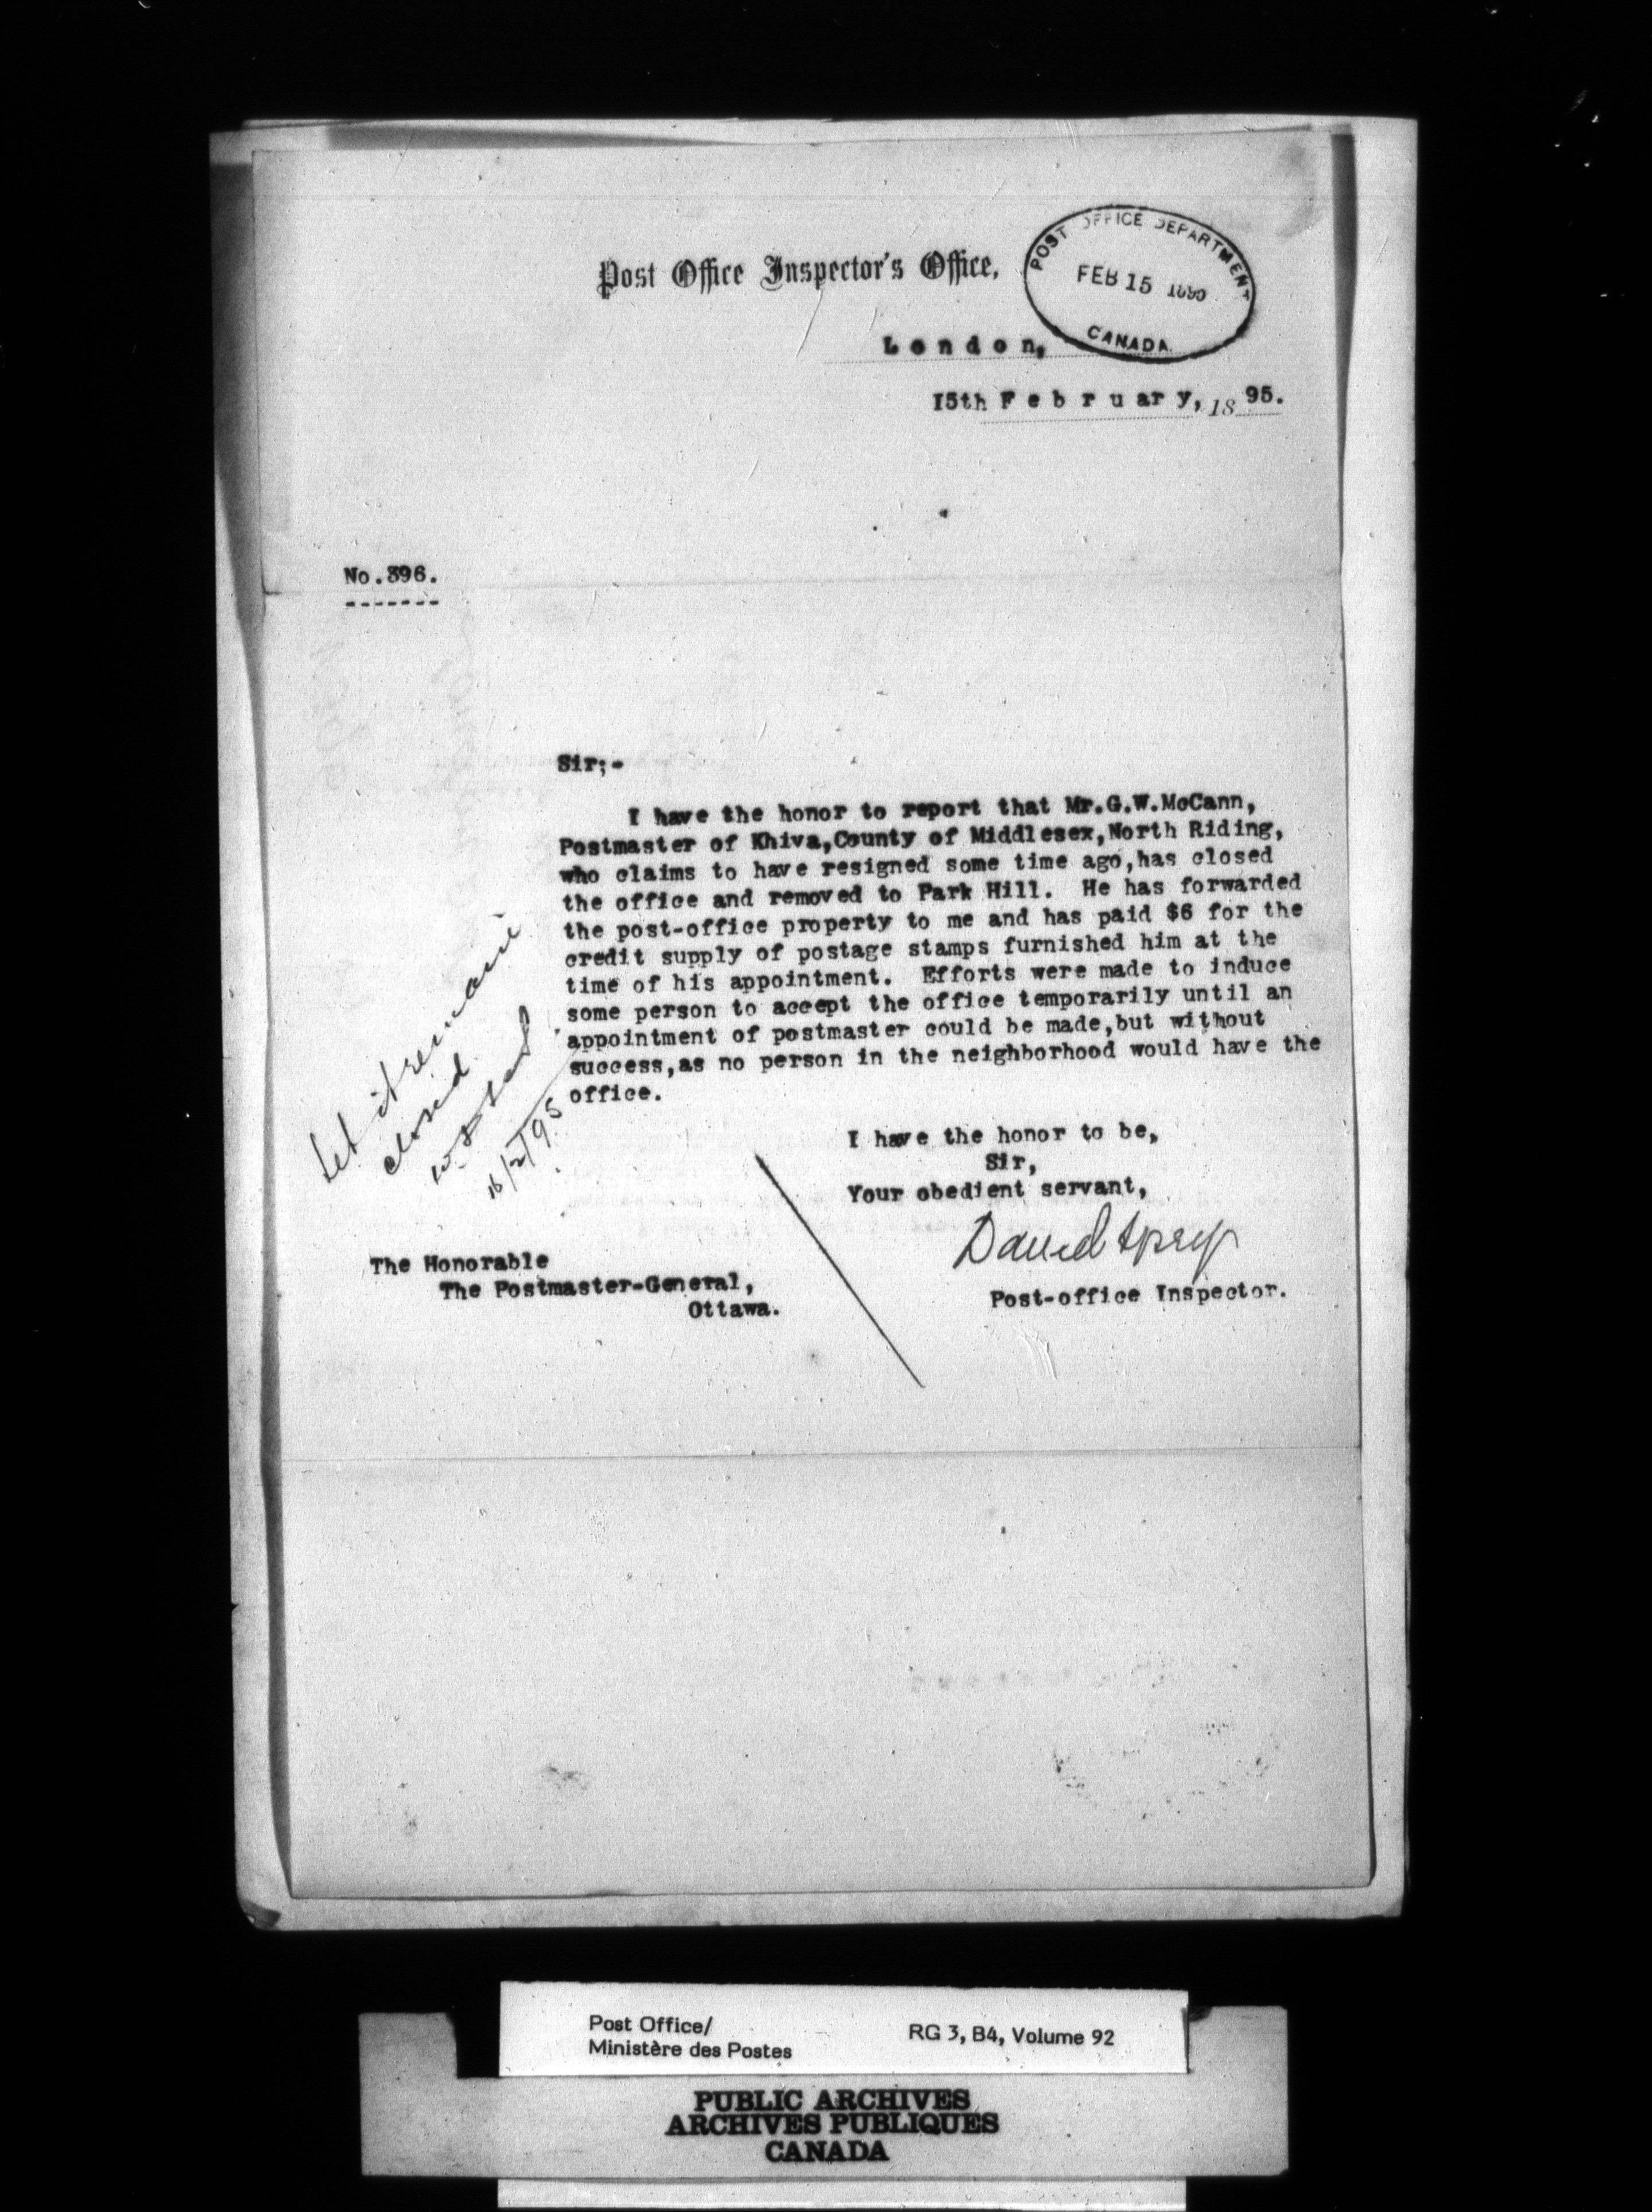 Post Office Inspector's Office,
POST OFFICE DEPARTMENT
FEB 15 1895
CANADA
London,
15th February, 1895.
No.396.
-------
Sir;-
I have the honor to report that Mr.G.W.McCann,
Postmaster of Khiva,County of Middlesex,North Riding,
who claims to have resigned some time ago,has closed
the office and removed to Park Hill. He has forwarded
the post-office property to me and has paid $6 for the
credit supply of postage stamps furnished him at the
time of his appointment. Efforts were made to induce
some person to accept the office temporarily until an
appointment of postmaster could be made,but without
success,as no person in the neighborhood would have the
office.
Let it remain
closed
16/2/95
I have the honor to be,
Sir,
Your obedient servant,
David Spry
Post-office Inspector.
The Honorable
The Postmaster-General,
Ottawa.
Post Office/
Ministère des Postes
RG 3, B4, Volume 92
PUBLIC ARCHIVES
ARCHIVES PUBLIQUES
CANADA